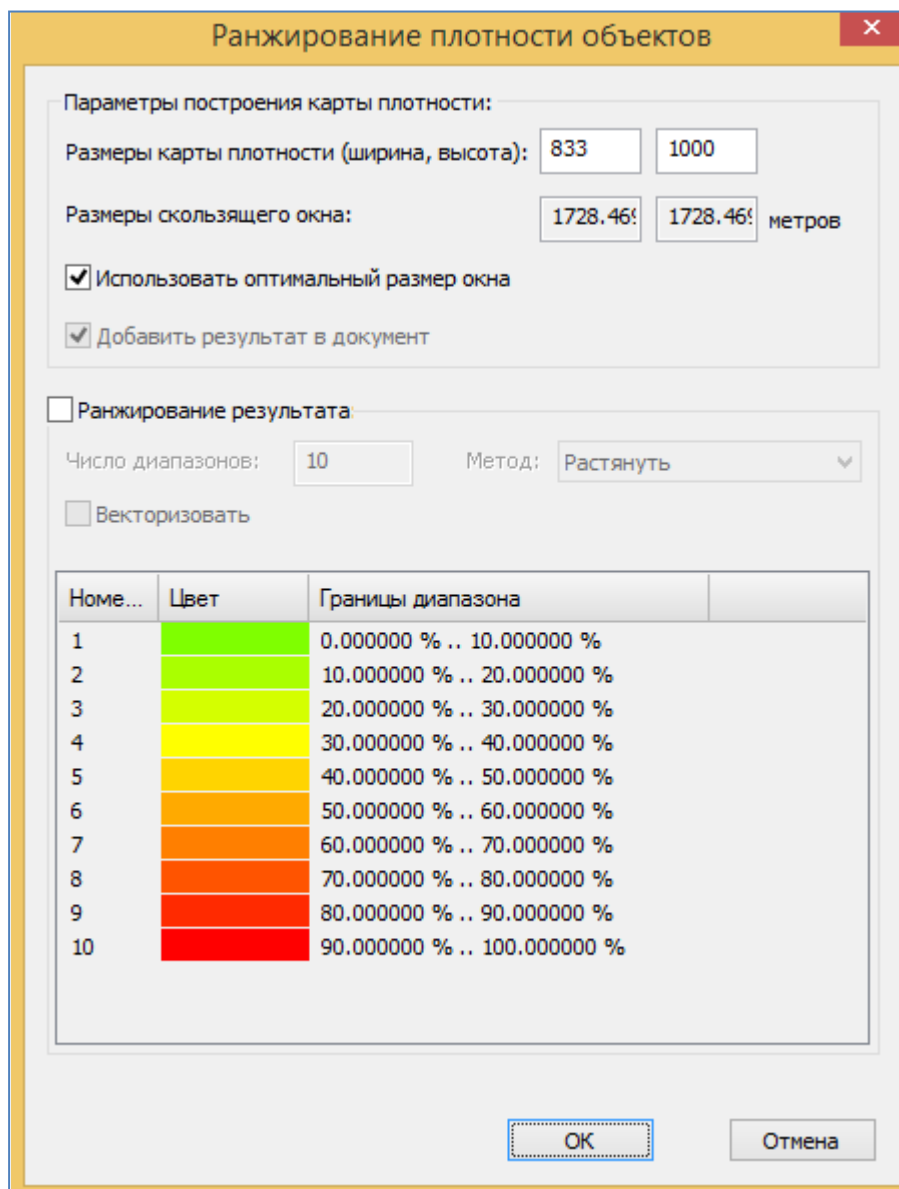 Ранжирование плотности объектов
Параметры построения карты плотности:
Размеры карты плотности (ширина, высота): 833 1000
Размеры скользящего окна: 1728.469 1728.469 метров
Использовать оптимальный размер окна
Добавить результат в документ
Ранжирование результата:
Число диапазонов: 10 Метод: Растянуть
Векторизовать
Номе... Цвет Границы диапазона
1 0.000000 % .. 10.000000 %
2 10.000000 % .. 20.000000 %
3 20.000000 % .. 30.000000 %
4 30.000000 % .. 40.000000 %
5 40.000000 % .. 50.000000 %
6 50.000000 % .. 60.000000 %
7 60.000000 % .. 70.000000 %
8 70.000000 % .. 80.000000 %
9 80.000000 % .. 90.000000 %
10 90.000000 % .. 100.000000 %
ОК Отмена